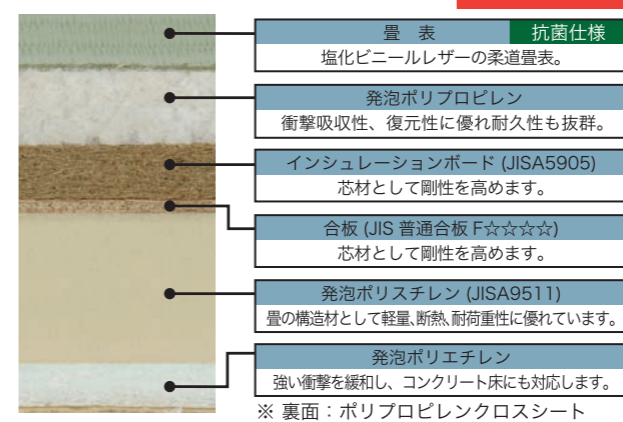 畳 表 抗菌仕様
塩化ビニールレザーの柔道畳表。
発泡ポリプロピレン
衝撃吸収性、復元性に優れ耐久性も抜群。
インシュレーションボード (JISA5905)
芯材として剛性を高めます。
合板 (JIS 普通合板 F☆☆☆☆)
芯材として剛性を高めます。
発泡ポリスチレン (JISA9511)
畳の構造材として軽量、断熱、耐荷重性に優れています。
発泡ポリエチレン
強い衝撃を緩和し、コンクリート床にも対応します。
※ 裏面：ポリプロピレンクロスシート